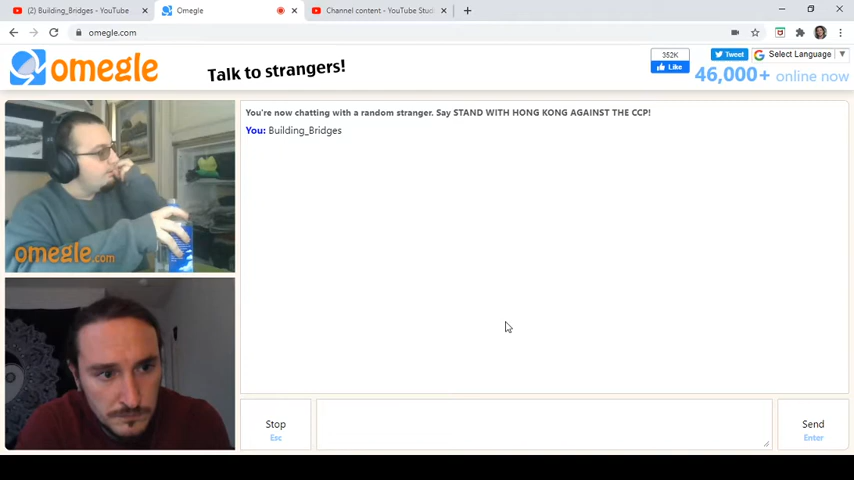 (2) Building_Bridges - YouTube
Omegle
Channel content - YouTube Stud
omegle.com
omegle
Talk to strangers!
352K
Like
Tweet
Select Language
46,000+ online now
You're now chatting with a random stranger. Say STAND WITH HONG KONG AGAINST THE CCP!
You: Building_Bridges
omegle.com
Stop
Esc
Send
Enter